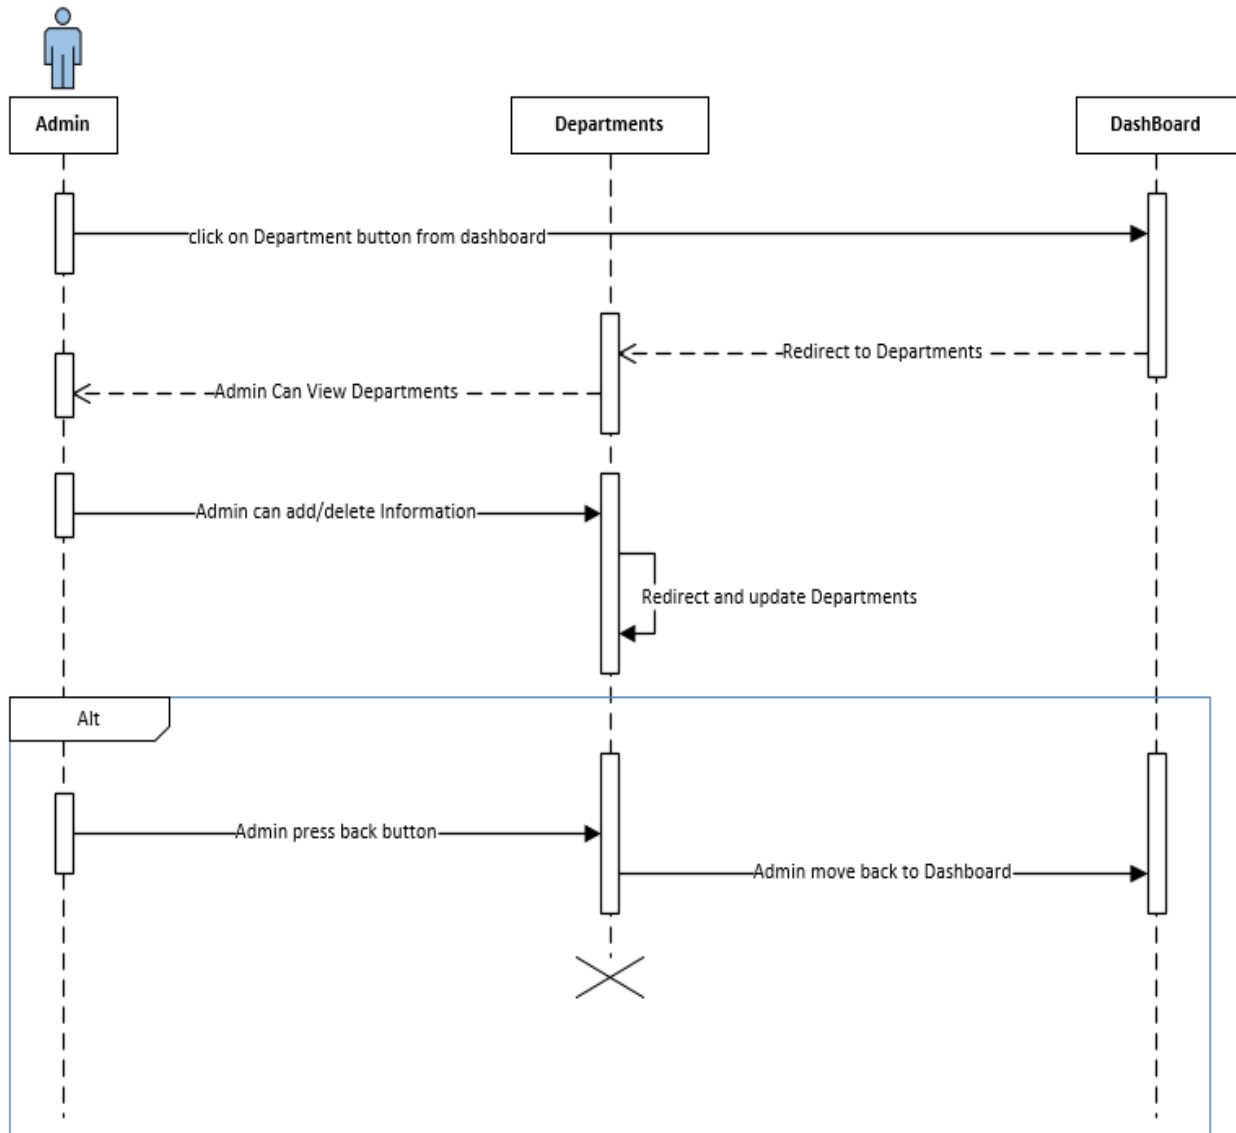 Admin
Departments
DashBoard
click on Department button from dashboard
Redirect to Departments
Admin Can View Departments
Admin can add/delete Information
Redirect and update Departments
Alt
Admin press back button
Admin move back to Dashboard